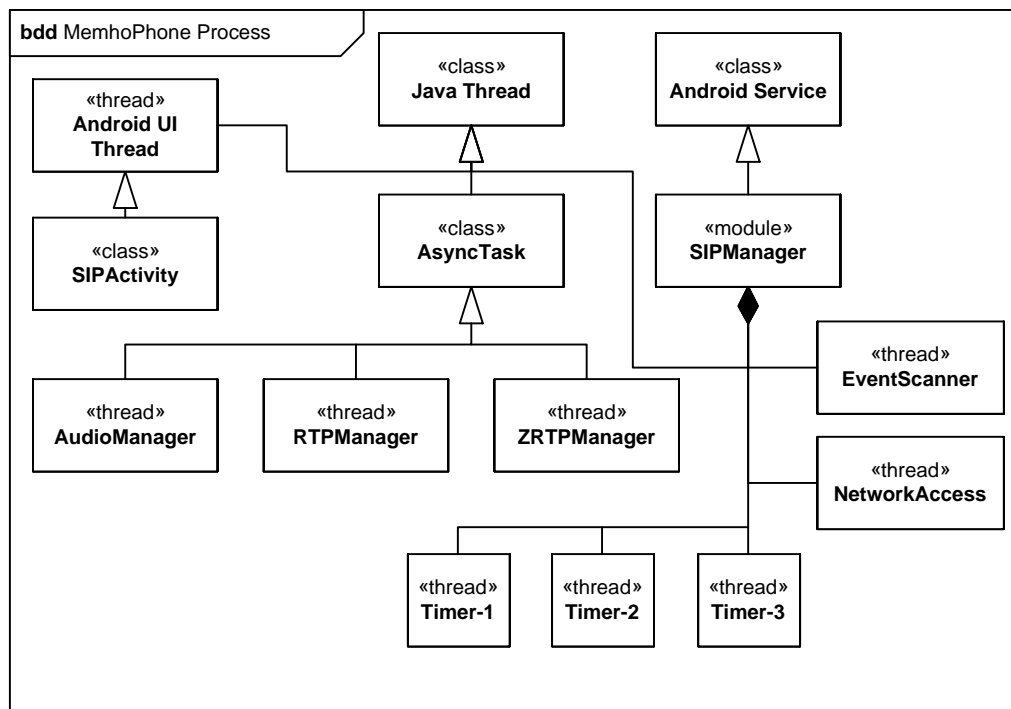 bdd MemhoPhone Process
«thread»
Android UI
Thread
«class»
Java Thread
«class»
Android Service
«class»
SIPActivity
«class»
AsyncTask
«module»
SIPManager
«thread»
EventScanner
«thread»
AudioManager
«thread»
RTPManager
«thread»
ZRTPManager
«thread»
NetworkAccess
«thread»
Timer-1
«thread»
Timer-2
«thread»
Timer-3